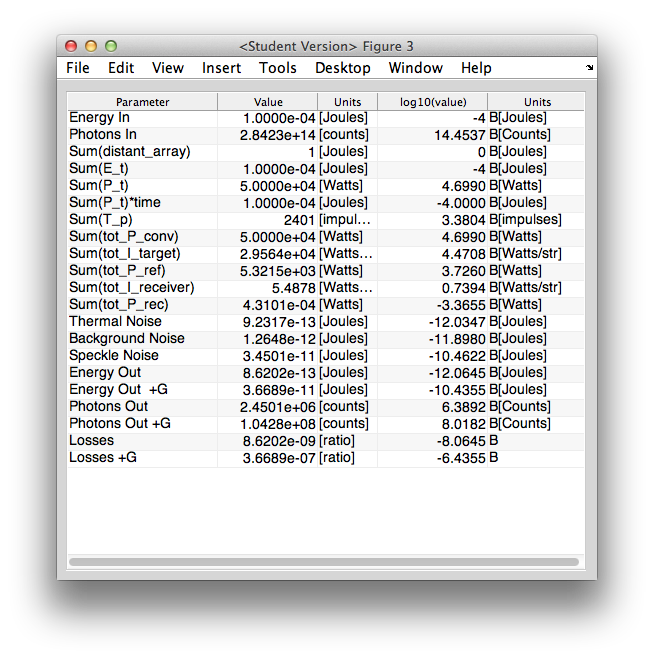 <Student Version> Figure 3
File Edit View Insert Tools Desktop Window Help
Parameter Value Units log10(value) Units
Energy In 1.0000e-04 [Joules] -4 B[Joules]
Photons In 2.8423e+14 [counts] 14.4537 B[Counts]
Sum(distant_array) 1 [Joules] 0 B[Joules]
Sum(E_t) 1.0000e-04 [Joules] -4 B[Joules]
Sum(P_t) 5.0000e+04 [Watts] 4.6990 B[Watts]
Sum(P_t)*time 1.0000e-04 [Joules] -4.0000 B[Joules]
Sum(T_p) 2401 [impul... 3.3804 B[impulses]
Sum(tot_P_conv) 5.0000e+04 [Watts] 4.6990 B[Watts]
Sum(tot_I_target) 2.9564e+04 [Watts... 4.4708 B[Watts/str]
Sum(tot_P_ref) 5.3215e+03 [Watts] 3.7260 B[Watts]
Sum(tot_I_receiver) 5.4878 [Watts... 0.7394 B[Watts/str]
Sum(tot_P_rec) 4.3101e-04 [Watts] -3.3655 B[Watts]
Thermal Noise 9.2317e-13 [Joules] -12.0347 B[Joules]
Background Noise 1.2648e-12 [Joules] -11.8980 B[Joules]
Speckle Noise 3.4501e-11 [Joules] -10.4622 B[Joules]
Energy Out 8.6202e-13 [Joules] -12.0645 B[Joules]
Energy Out +G 3.6689e-11 [Joules] -10.4355 B[Joules]
Photons Out 2.4501e+06 [counts] 6.3892 B[Counts]
Photons Out +G 1.0428e+08 [counts] 8.0182 B[Counts]
Losses 8.6202e-09 [ratio] -8.0645 B
Losses +G 3.6689e-07 [ratio] -6.4355 B